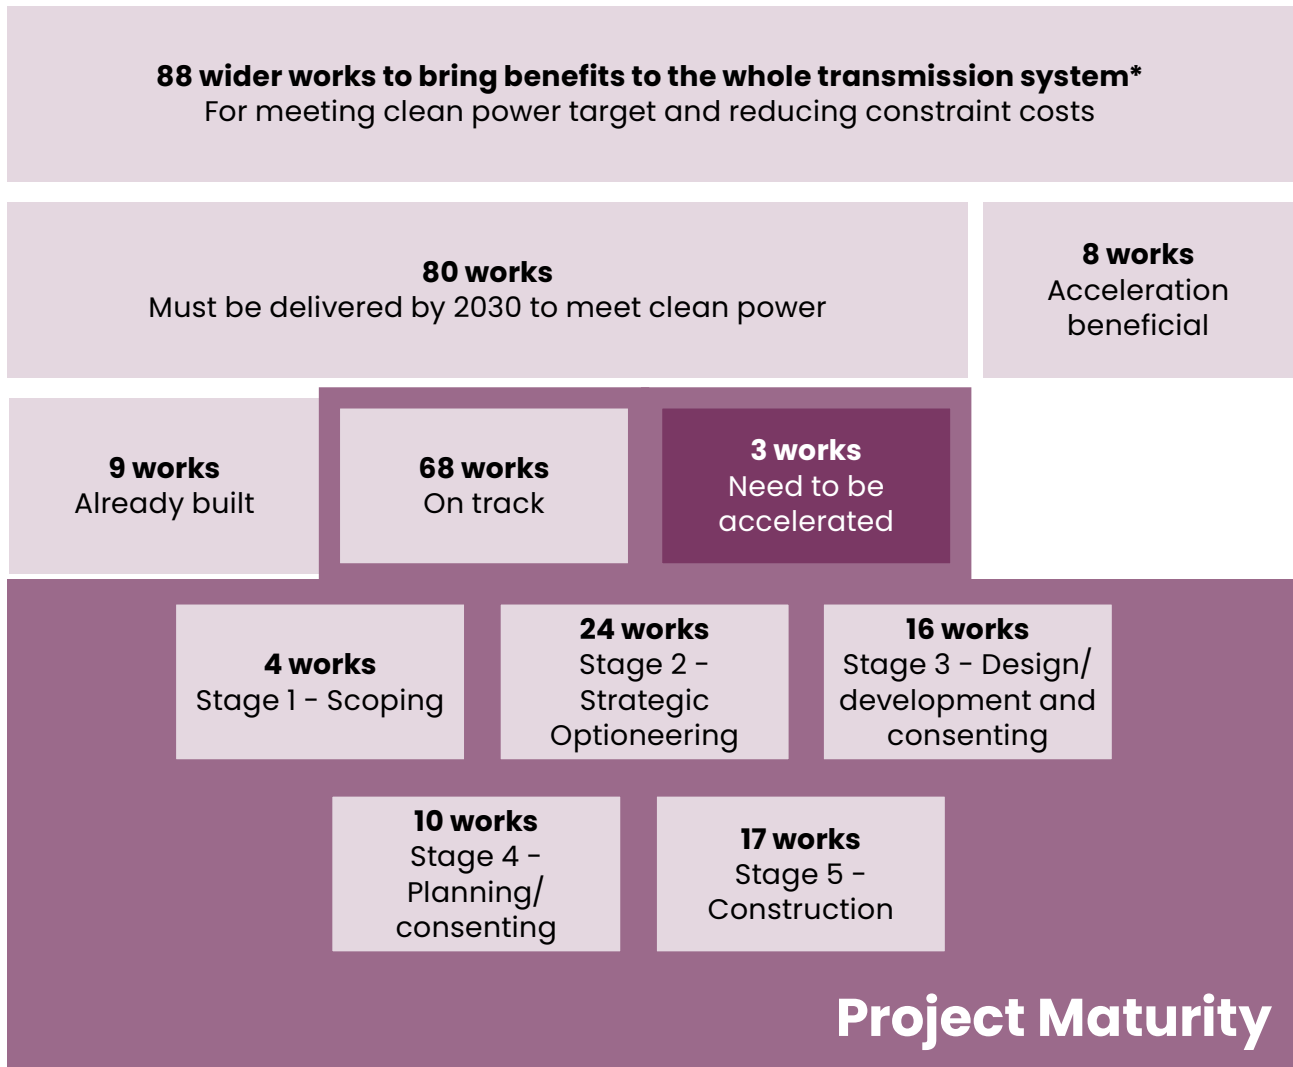 88 wider works to bring benefits to the whole transmission system*
For meeting clean power target and reducing constraint costs
80 works
Must be delivered by 2030 to meet clean power
8 works
Acceleration
beneficial
9 works
Already built
68 works
On track
3 works
Need to be
accelerated
4 works
Stage 1 - Scoping
24 works
Stage 2 -
Strategic
Optioneering
16 works
Stage 3 - Design/
development and
consenting
10 works
Stage 4 -
Planning/
consenting
17 works
Stage 5 -
Construction
Project Maturity